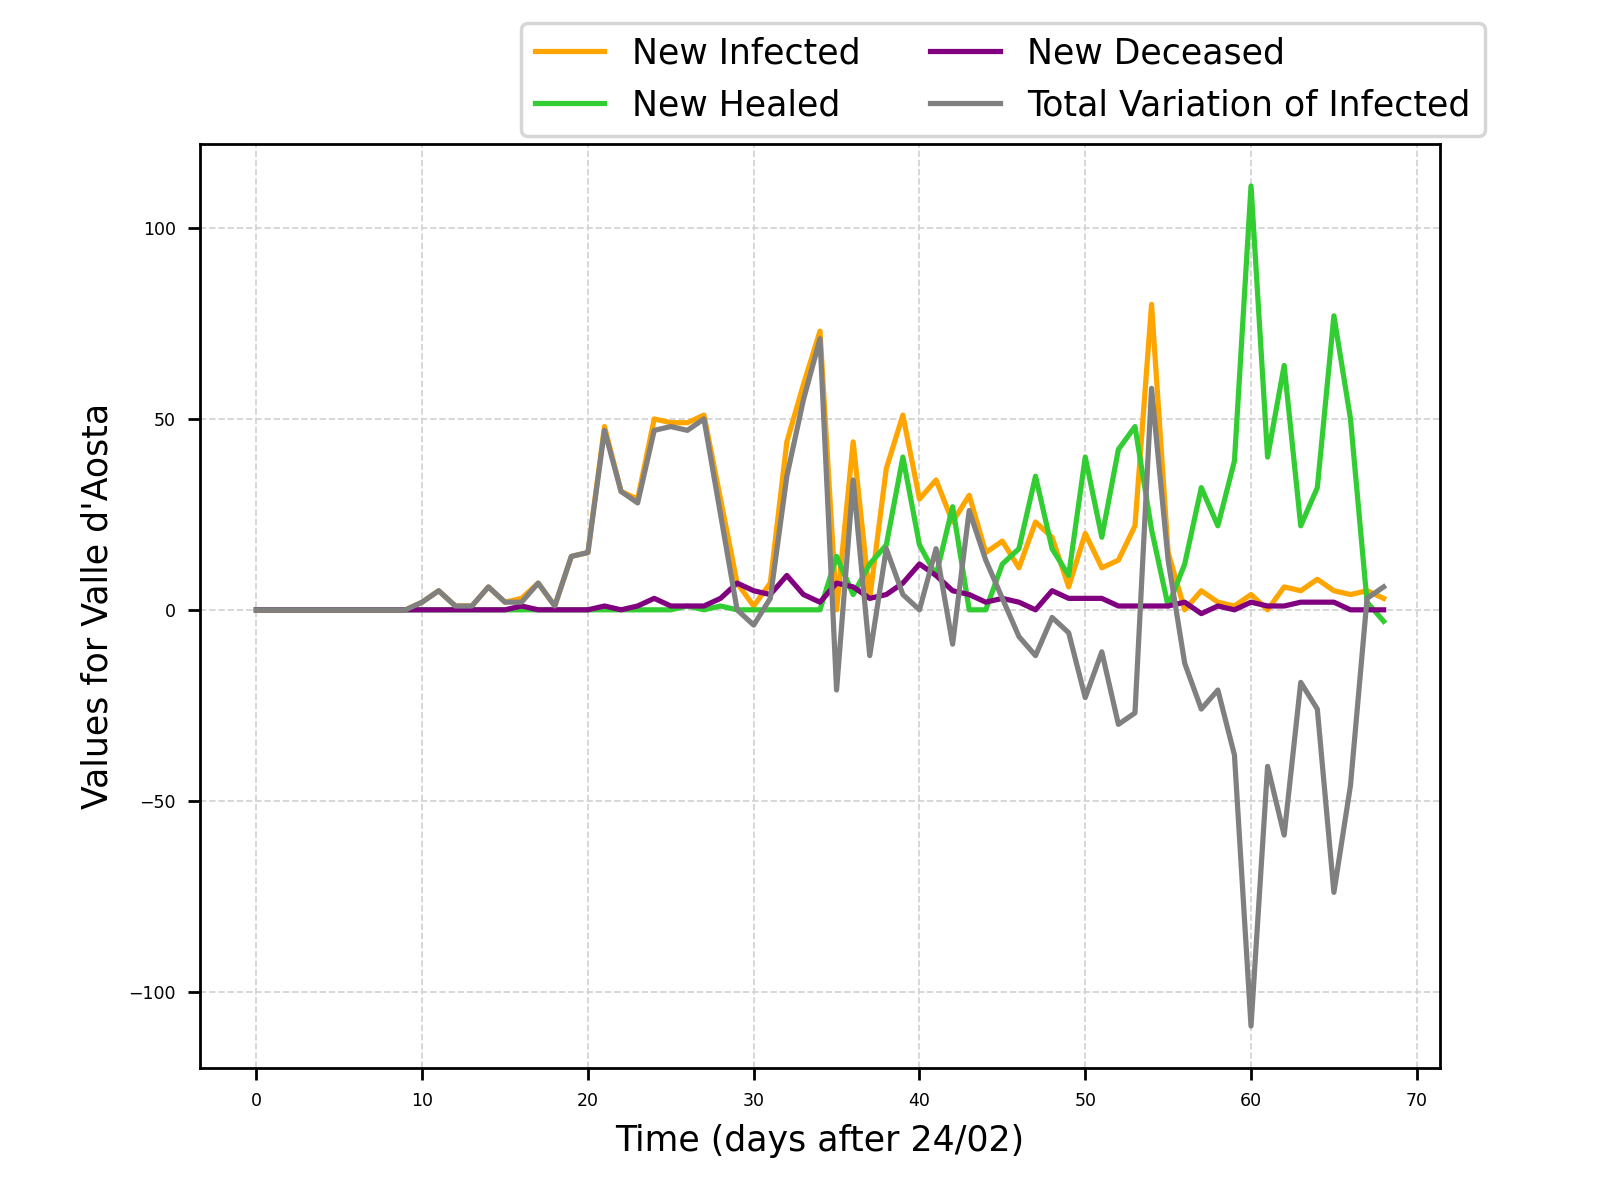 New Infected
New Healed
New Deceased
Total Variation of Infected
100
50
0
−50
−100
Values for Valle d'Aosta
0 10 20 30 40 50 60 70
Time (days after 24/02)